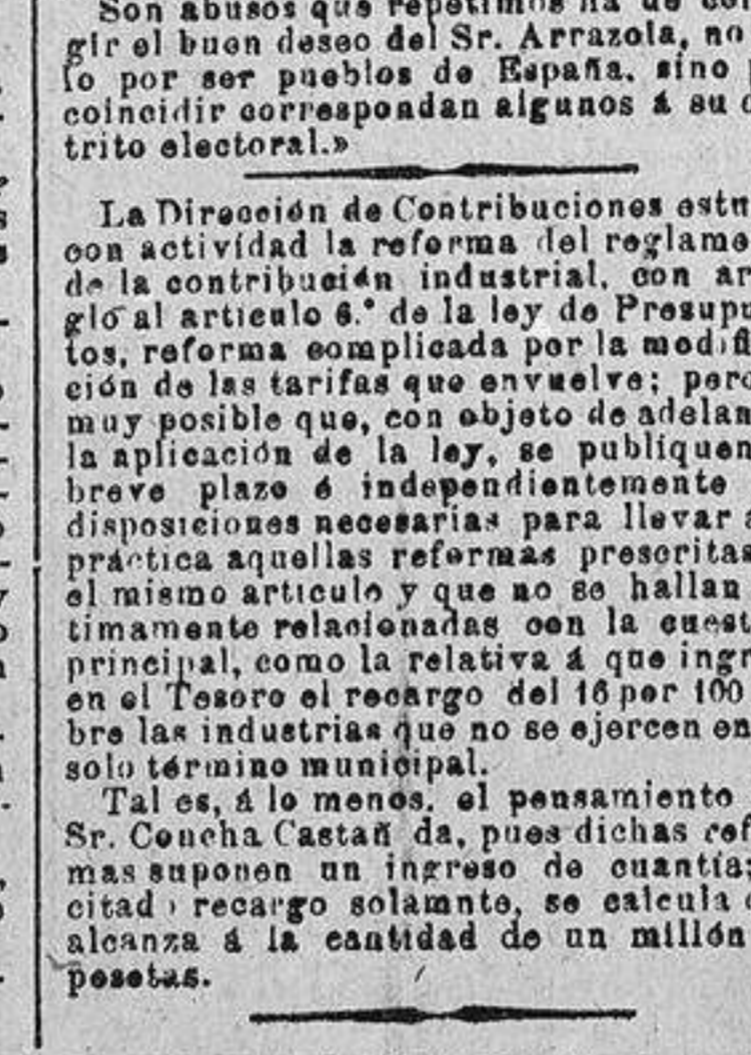 Son abusos que repetimos ha de
gir el buen deseo del Sr. Arrazola, no
lo por ser pueblos de España, sino
coincidir correspondan algunos á su
trito electoral.»
La Dirección de Contribuciones estu
con actividad la reforma del reglame
de la contribución industrial, con ar
glo al artículo 6.º de la ley de Presupu
tos, reforma complicada por la modifi
ción de las tarifas que envuelve; pero
muy posible que, con objeto de adelan
la aplicación de la ley, se publiquen
breve plazo é independientemente
disposiciones necesarias para llevar
práctica aquellas reformas prescritas
el mismo artículo y que no se hallan
timamente relacionadas con la cuest
principal, como la relativa á que ingr
en el Tesoro el recargo del 16 por 100
bre las industrias que no se ejercen en
solo término municipal.
Tal es, á lo menos, el pensamiento
Sr. Concha Castañ da, pues dichas ref
mas suponen un ingreso de cuantía;
citad recargo solamnte, se calcula
alcanza á la cantidad de un millón
pesetas.